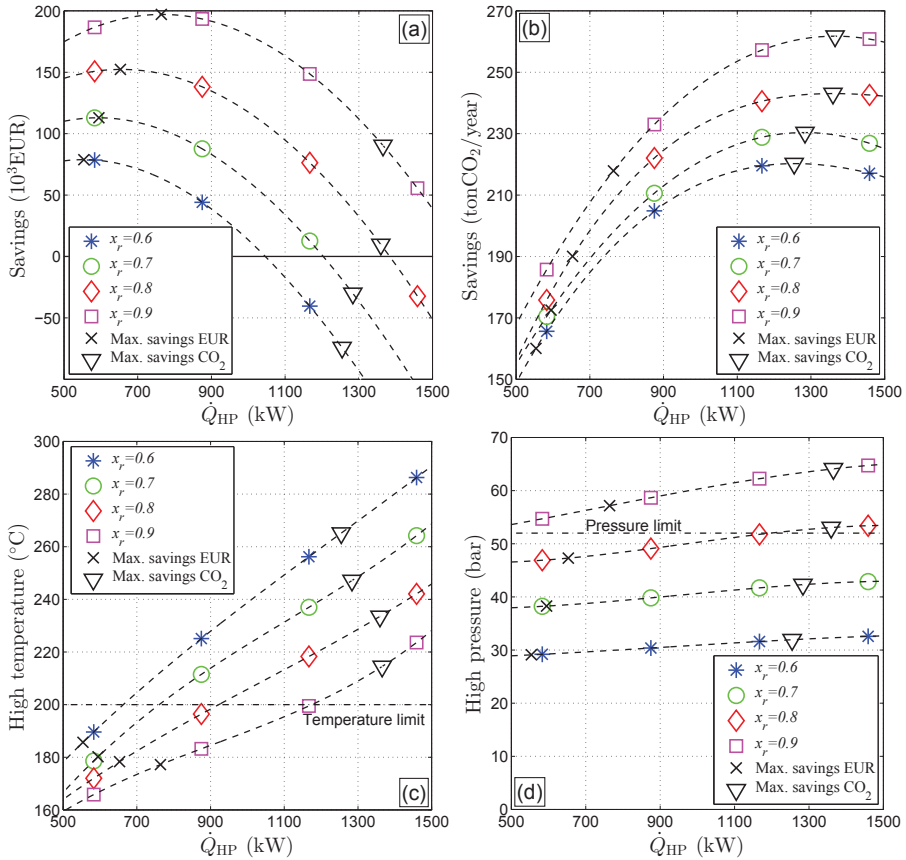 (a)
Savings (10³EUR)
200
150
100
50
0
−50
x_r=0.6
x_r=0.7
x_r=0.8
x_r=0.9
Max. savings EUR
Max. savings CO₂
500 700 900 1100 1300 1500
Q̇_HP (kW)
(b)
Savings (tonCO₂/year)
270
250
230
210
190
170
150
x_r=0.6
x_r=0.7
x_r=0.8
x_r=0.9
Max. savings EUR
Max. savings CO₂
500 700 900 1100 1300 1500
Q̇_HP (kW)
High temperature (°C)
300
280
260
240
220
200
180
160
x_r=0.6
x_r=0.7
x_r=0.8
x_r=0.9
Max. savings EUR
Max. savings CO₂
Temperature limit
(c)
500 700 900 1100 1300 1500
Q̇_HP (kW)
High pressure (bar)
70
60
50
40
30
20
10
0
Pressure limit
x_r=0.6
x_r=0.7
x_r=0.8
x_r=0.9
Max. savings EUR
Max. savings CO₂
(d)
500 700 900 1100 1300 1500
Q̇_HP (kW)